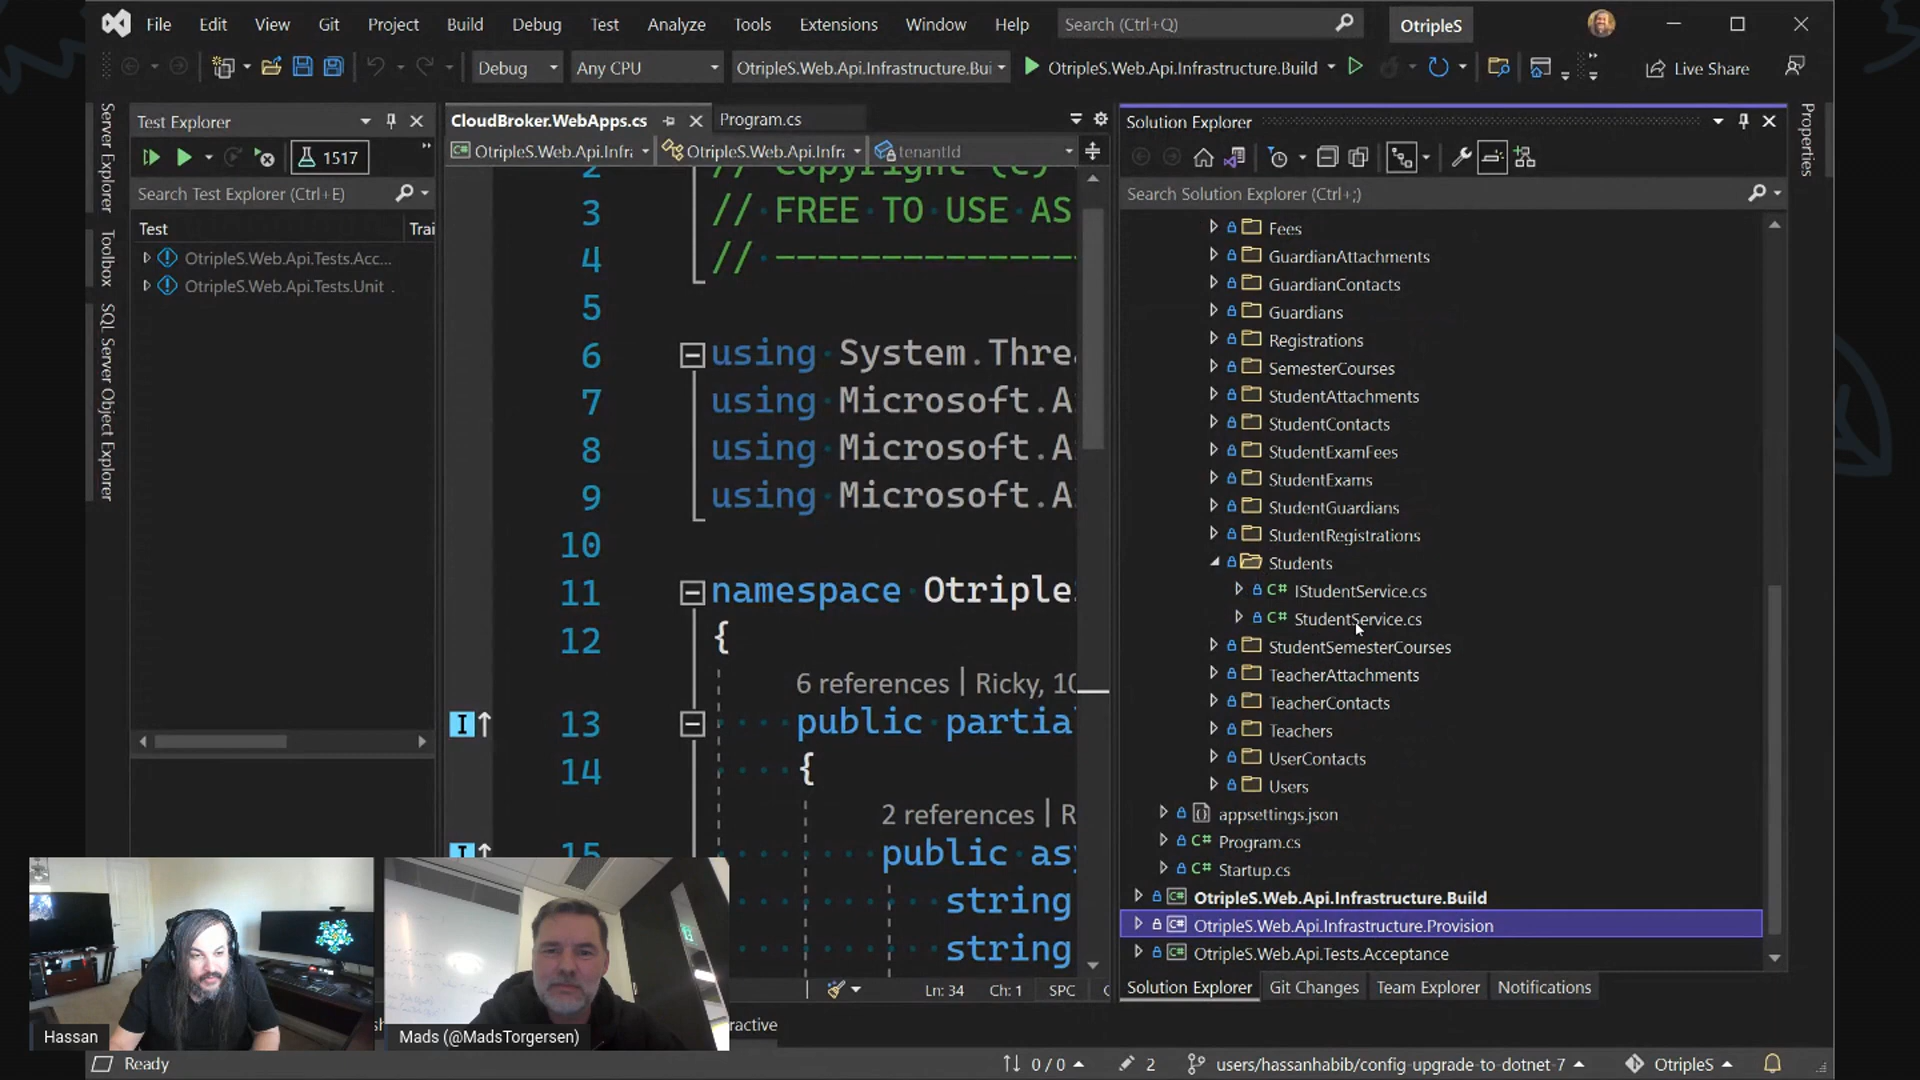 File Edit View Git Project Build Debug Test Analyze Tools Extensions Window Help Search (Ctrl+Q) OtripleS
Debug Any CPU OtripleS.Web.Api.Infrastructure.Bui OtripleS.Web.Api.Infrastructure.Build Live Share
Server Explorer
Toolbox
SQL Server Object Explorer
Test Explorer
1517
Search Test Explorer (Ctrl+E)
Test Trai
OtripleS.Web.Api.Tests.Acc...
OtripleS.Web.Api.Tests.Unit .
CloudBroker.WebApps.cs Program.cs
OtripleS.Web.Api.Infra OtripleS.Web.Api.Infra tenantId
2 // Copyright (c)
3 // FREE TO USE AS
4 // ---------------
5
6 using System.Threa
7 using Microsoft.A
8 using Microsoft.A
9 using Microsoft.A
10
11 namespace OtripleS
12 {
6 references | Ricky, 10
13 public partia
14 {
2 references | R
15 public as
string
string
Ln: 34 Ch: 1 SPC
Solution Explorer
Search Solution Explorer (Ctrl+;)
Fees
GuardianAttachments
GuardianContacts
Guardians
Registrations
SemesterCourses
StudentAttachments
StudentContacts
StudentExamFees
StudentExams
StudentGuardians
StudentRegistrations
Students
C# IStudentService.cs
C# StudentService.cs
StudentSemesterCourses
TeacherAttachments
TeacherContacts
Teachers
UserContacts
Users
appsettings.json
C# Program.cs
C# Startup.cs
OtripleS.Web.Api.Infrastructure.Build
OtripleS.Web.Api.Infrastructure.Provision
OtripleS.Web.Api.Tests.Acceptance
Solution Explorer Git Changes Team Explorer Notifications
Properties
Hassan
Mads (@MadsTorgersen)
ractive
Ready 0 / 0 2 users/hassanhabib/config-upgrade-to-dotnet-7 OtripleS